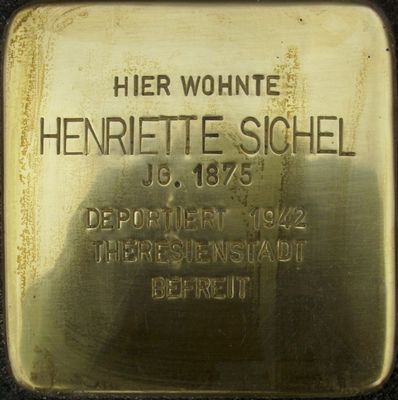 HIER WOHNTE
HENRIETTE SICHEL
JG. 1875
DEPORTIERT 1942
THERESIENSTADT
BEFREIT